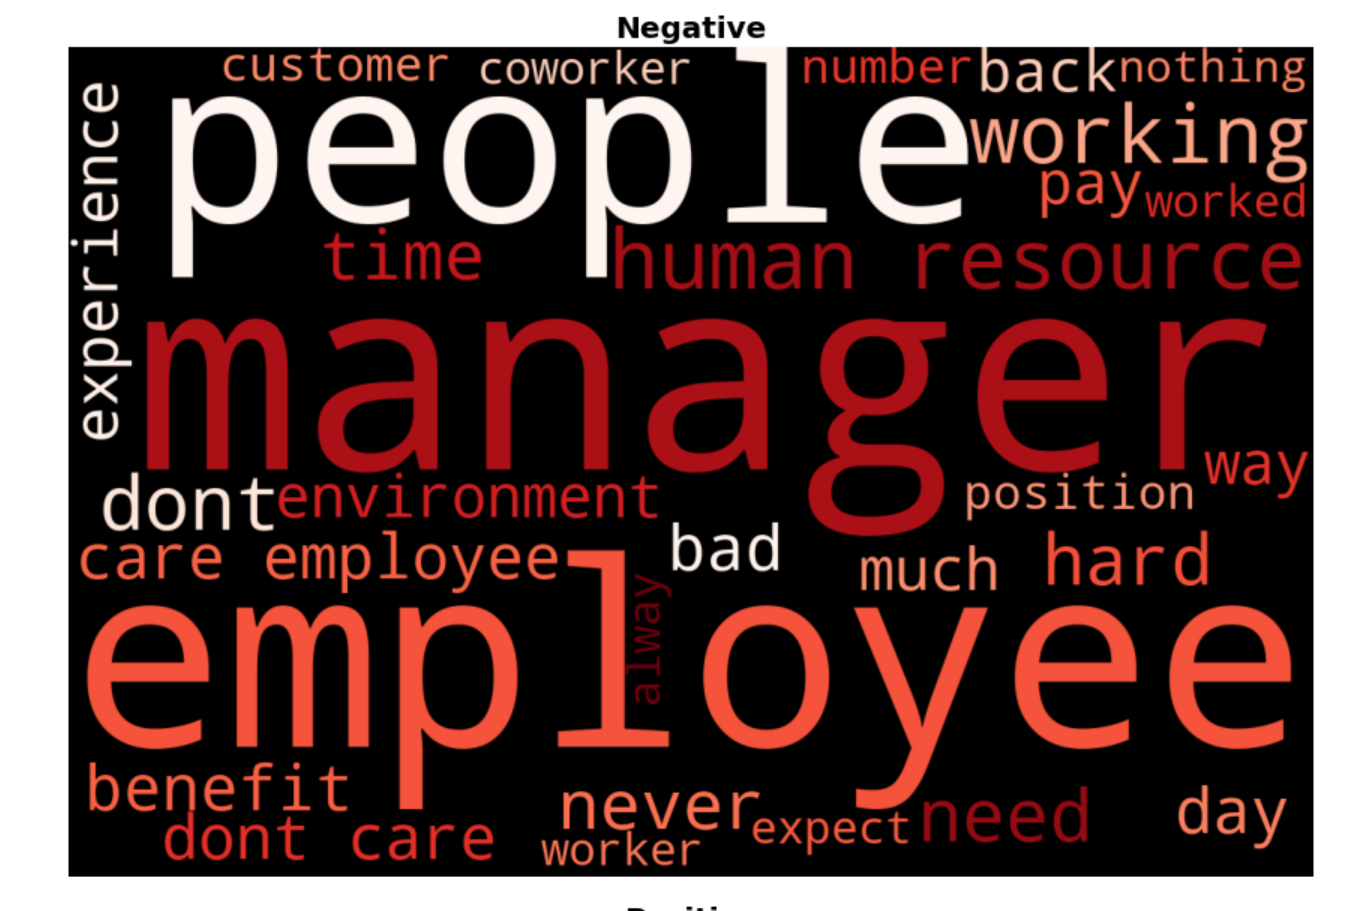 Negative
customer
coworker
number
back
nothing
people
experience
working
pay
worked
time
human resource
manager
way
dont
environment
position
care employee
bad
much
hard
alway
employee
benefit
never
need
day
dont care
expect
worker